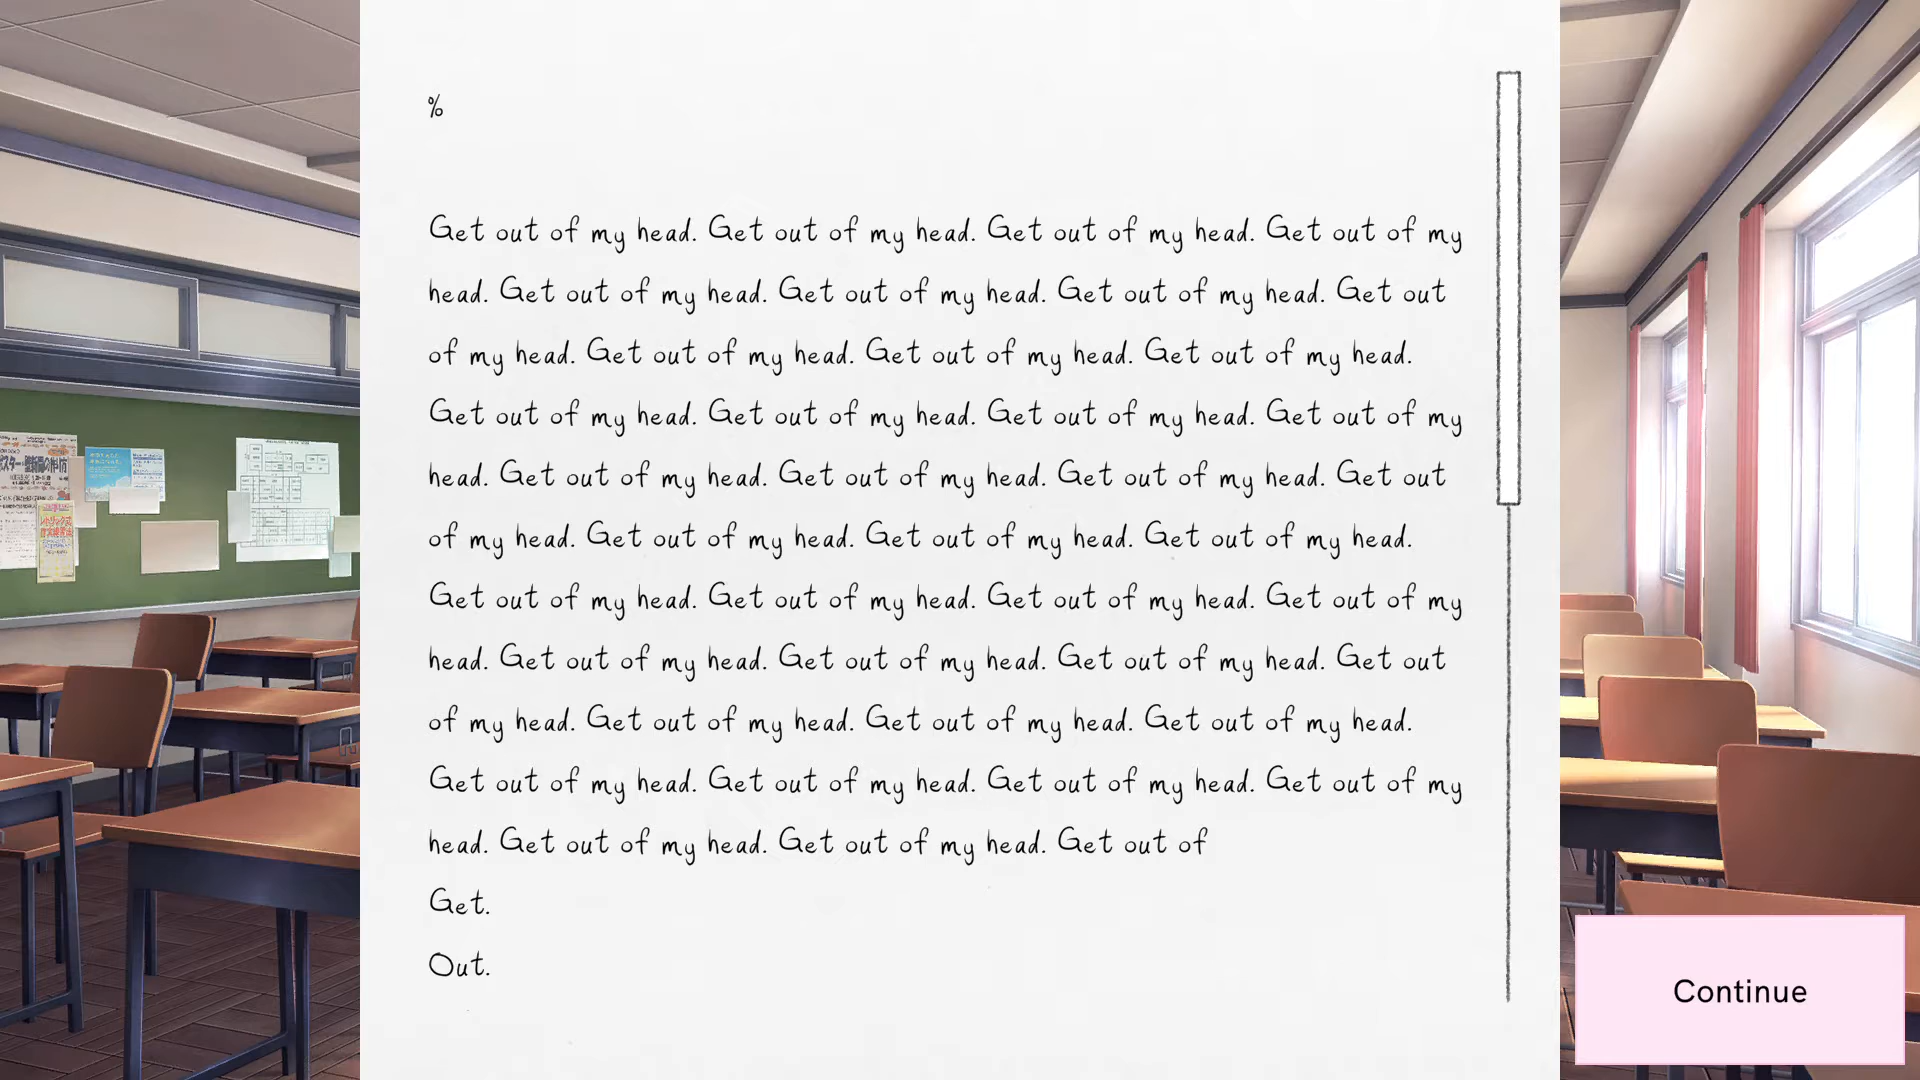 %
Get out of my head. Get out of my head. Get out of my head. Get out of my
head. Get out of my head. Get out of my head. Get out of my head. Get out
of my head. Get out of my head. Get out of my head. Get out of my head.
Get out of my head. Get out of my head. Get out of my head. Get out of my
head. Get out of my head. Get out of my head. Get out of my head. Get out
of my head. Get out of my head. Get out of my head. Get out of my head.
Get out of my head. Get out of my head. Get out of my head. Get out of my
head. Get out of my head. Get out of my head. Get out of my head. Get out
of my head. Get out of my head. Get out of my head. Get out of my head.
Get out of my head. Get out of my head. Get out of my head. Get out of my
head. Get out of my head. Get out of my head. Get out of
Get.
Out.
Continue